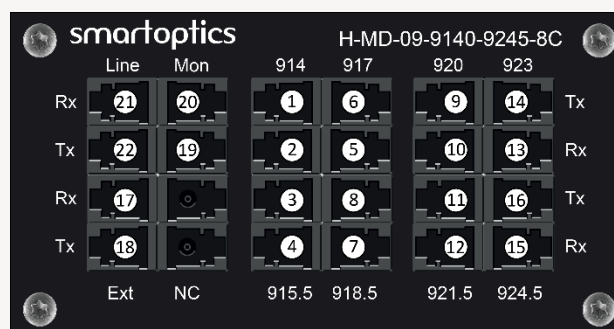 smartoptics H-MD-09-9140-9245-8C
Line Mon 914 917 920 923
Rx 21 20 1 6 9 14 Tx
Tx 22 19 2 5 10 13 Rx
Rx 17 3 8 11 16 Tx
Tx 18 4 7 12 15 Rx
Ext NC 915.5 918.5 921.5 924.5